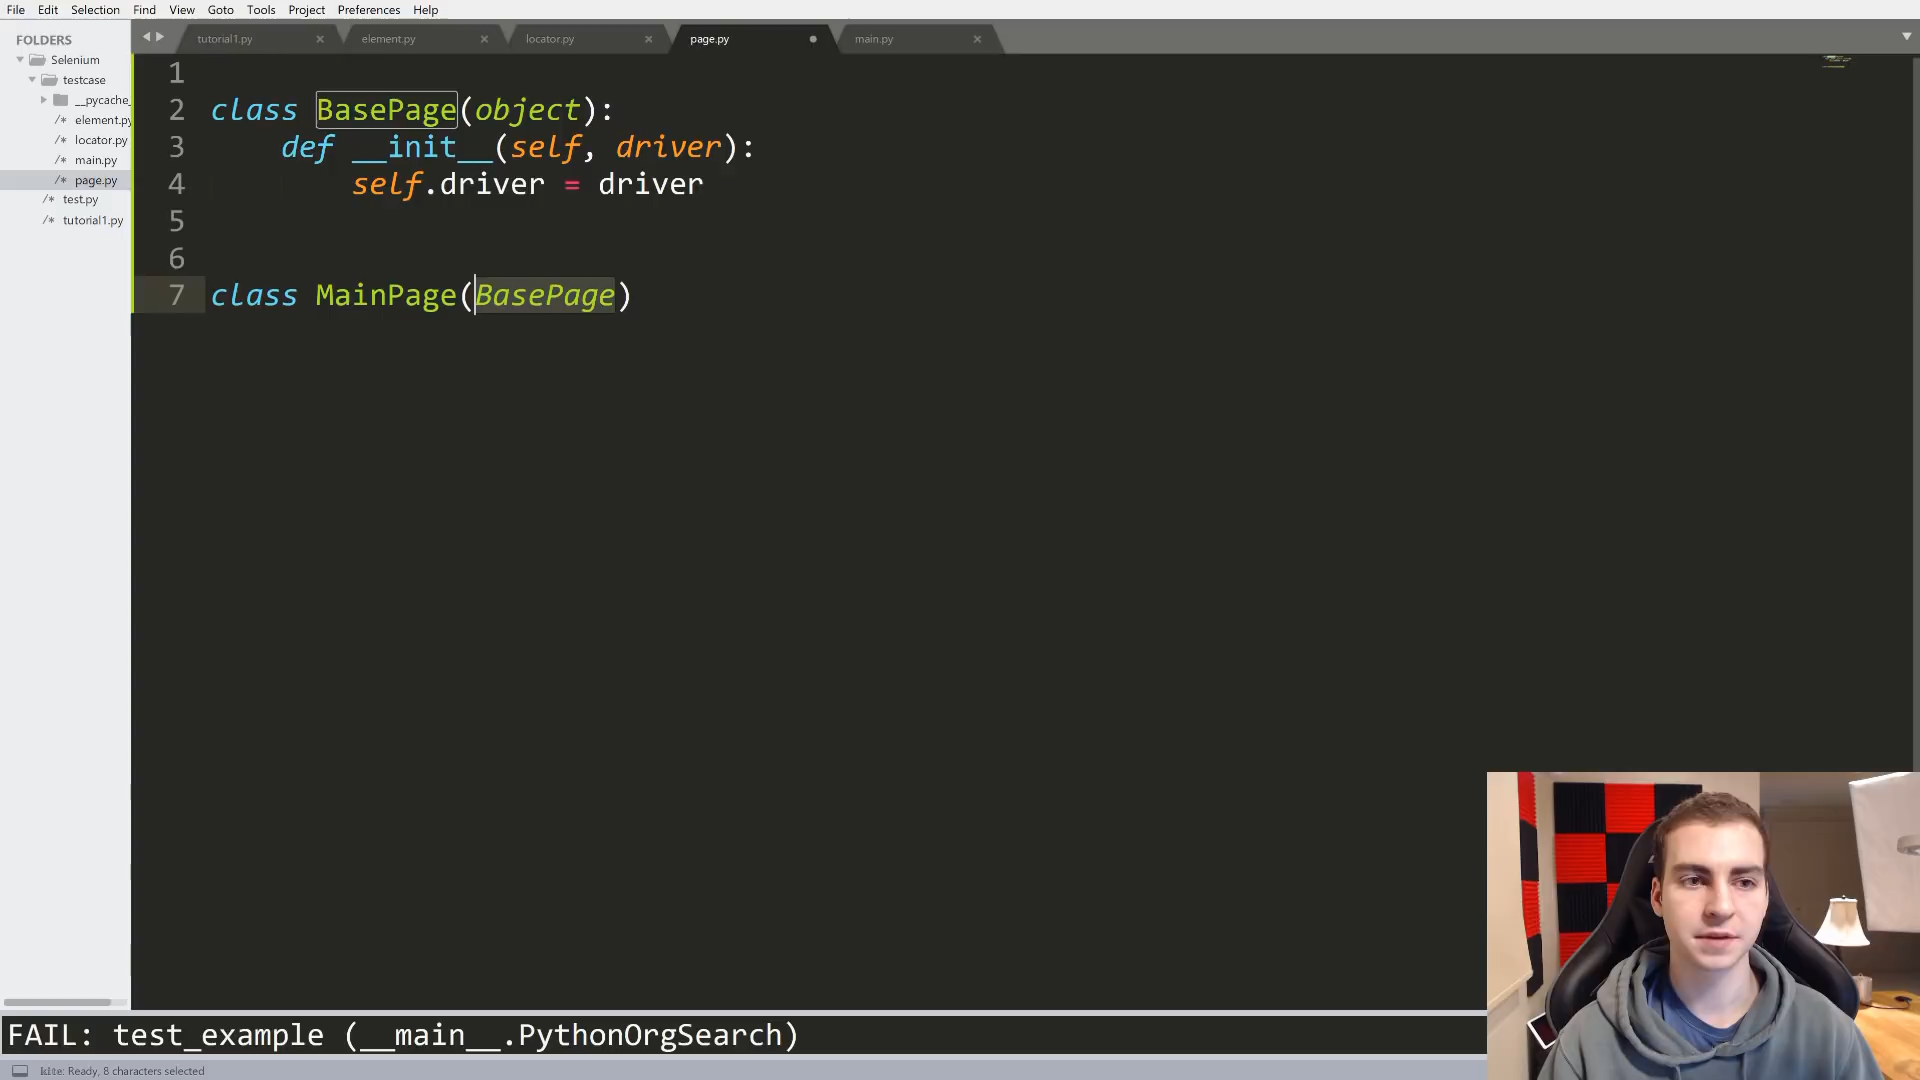 File Edit Selection Find View Goto Tools Project Preferences Help
FOLDERS
Selenium
testcase
__pycache_
/* element.py
/* locator.py
/* main.py
/* page.py
/* test.py
/* tutorial1.py
tutorial1.py element.py locator.py page.py main.py
1
2 class BasePage(object):
3 def __init__(self, driver):
4 self.driver = driver
5
6
7 class MainPage(BasePage)
FAIL: test_example (__main__.PythonOrgSearch)
kite: Ready, 8 characters selected